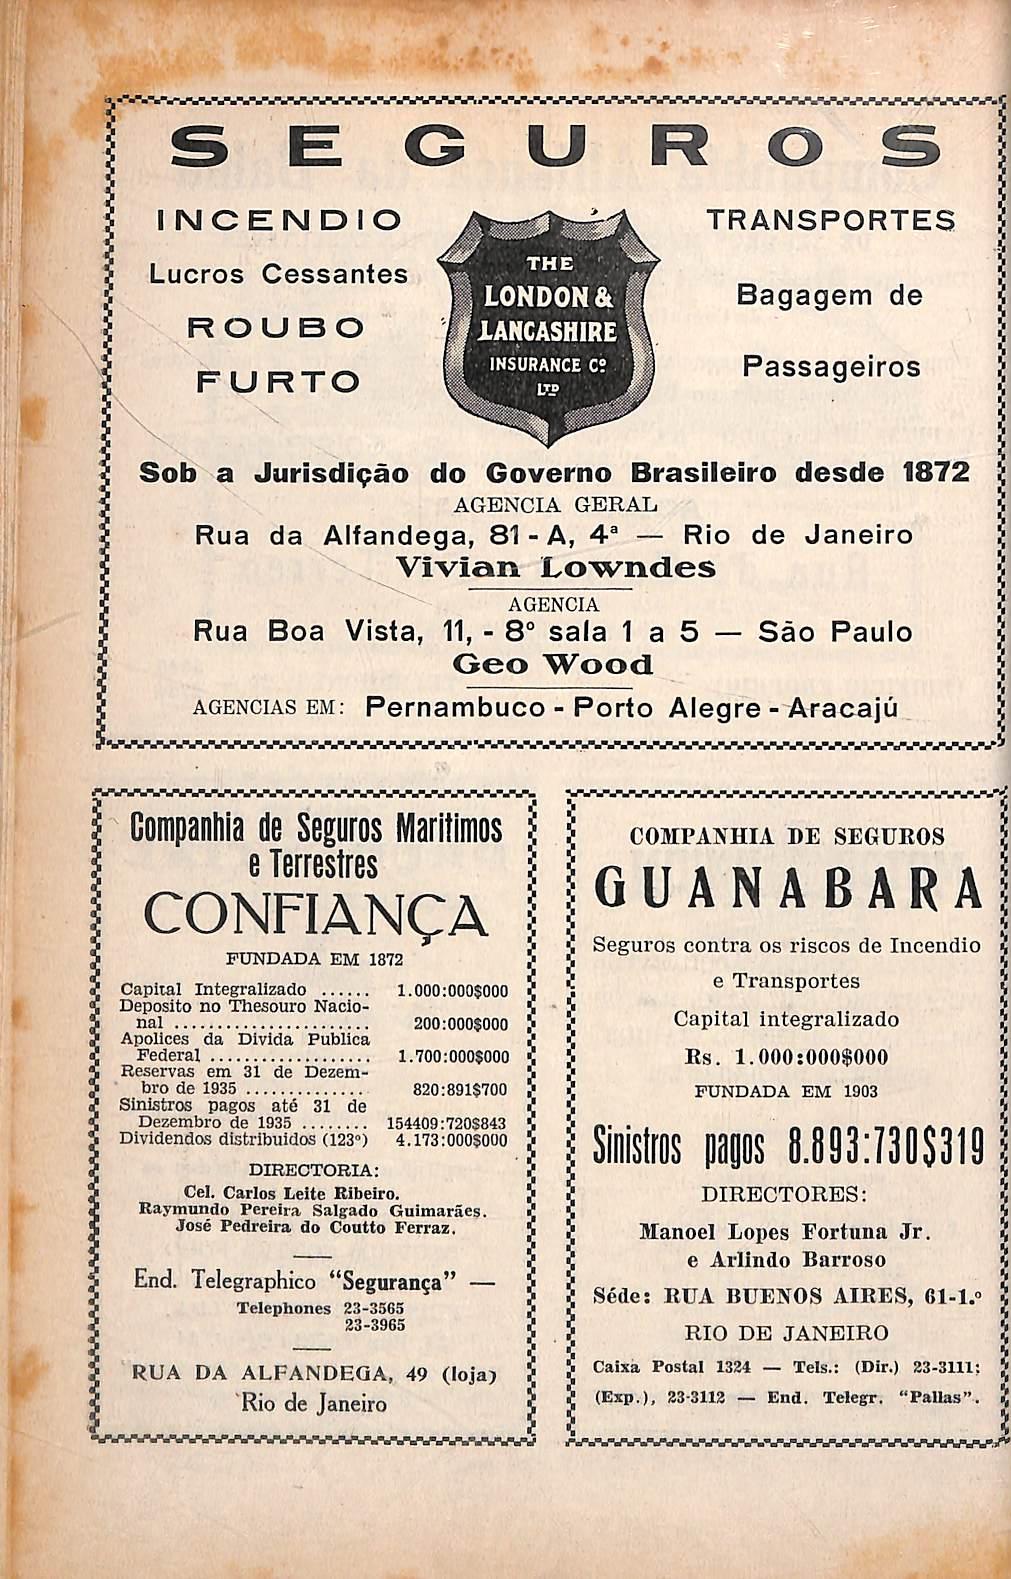 SEGUROS
INCENDIO
Lucros Cessantes
ROUBO
FURTO
THE
LONDON &
LANCASHIRE
INSURANCE Cº
LTD
TRANSPORTES
Bagagem de
Passageiros
Sob a Jurisdição do Governo Brasileiro desde 1872
AGENCIA GERAL
Rua da Alfandega, 81 - A, 4ª — Rio de Janeiro
Vivian Lowndes
AGENCIA
Rua Boa Vista, 11, - 8º sala 1 a 5 — São Paulo
Geo Wood
AGENCIAS EM: Pernambuco - Porto Alegre - Aracajú
Companhia de Seguros Maritimos
e Terrestres
CONFIANÇA
FUNDADA EM 1872
Capital Integralizado ...... 1.000:000$000
Deposito no Thesouro Nacio-
nal ...................... 200:000$000
Apolices da Divida Publica
Federal .................. 1.700:000$000
Reservas em 31 de Dezem-
bro de 1935 .............. 820:891$700
Sinistros pagos até 31 de
Dezembro de 1935 ........ 154409:720$843
Dividendos distribuidos (123º) 4.173:000$000
DIRECTORIA:
Cel. Carlos Leite Ribeiro.
Raymundo Pereira Salgado Guimarães.
José Pedreira do Coutto Ferraz.
End. Telegraphico "Segurança" —
Telephones 23-3565
23-3965
RUA DA ALFANDEGA, 49 (loja)
Rio de Janeiro
COMPANHIA DE SEGUROS
GUANABARA
Seguros contra os riscos de Incendio
e Transportes
Capital integralizado
Rs. 1.000:000$000
FUNDADA EM 1903
Sinistros pagos 8.893:730$319
DIRECTORES:
Manoel Lopes Fortuna Jr.
e Arlindo Barroso
Séde: RUA BUENOS AIRES, 61-1.º
RIO DE JANEIRO
Caixa Postal 1324 — Tels.: (Dir.) 23-3111;
(Exp.), 23-3112 — End. Telegr. "Pallas".